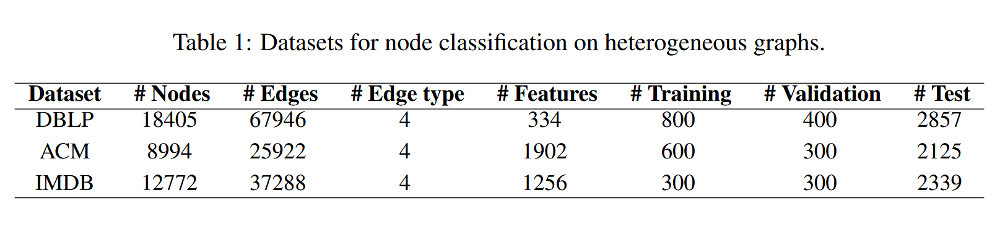 Table 1: Datasets for node classification on heterogeneous graphs.
Dataset # Nodes # Edges # Edge type # Features # Training # Validation # Test
DBLP 18405 67946 4 334 800 400 2857
ACM 8994 25922 4 1902 600 300 2125
IMDB 12772 37288 4 1256 300 300 2339